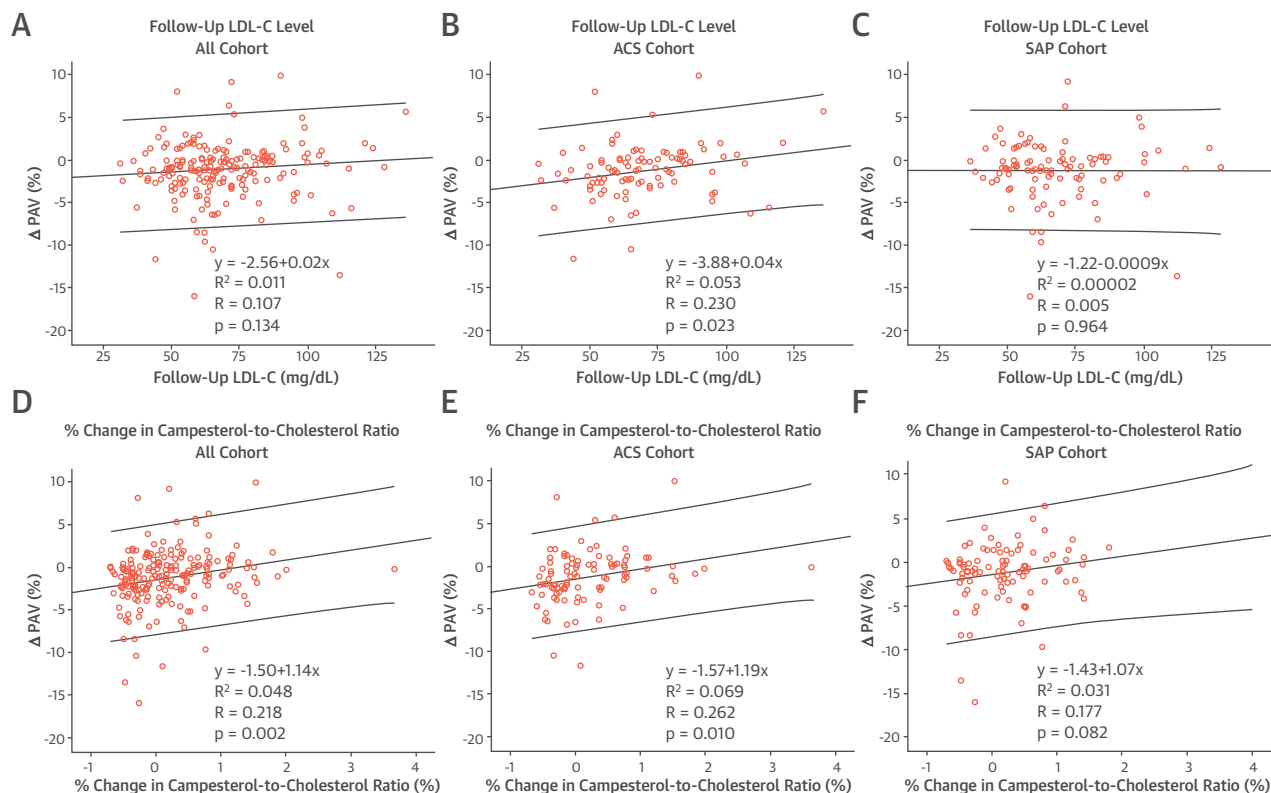 A
Follow-Up LDL-C Level
All Cohort
Δ PAV (%)
10
5
0
-5
-10
-15
-20
y = -2.56+0.02x
R² = 0.011
R = 0.107
p = 0.134
25
50
75
100
125
Follow-Up LDL-C (mg/dL)
B
Follow-Up LDL-C Level
ACS Cohort
Δ PAV (%)
10
5
0
-5
-10
-15
-20
y = -3.88+0.04x
R² = 0.053
R = 0.230
p = 0.023
25
50
75
100
125
Follow-Up LDL-C (mg/dL)
C
Follow-Up LDL-C Level
SAP Cohort
Δ PAV (%)
10
5
0
-5
-10
-15
-20
y = -1.22-0.0009x
R² = 0.00002
R = 0.005
p = 0.964
25
50
75
100
125
Follow-Up LDL-C (mg/dL)
D
% Change in Campesterol-to-Cholesterol Ratio
All Cohort
Δ PAV (%)
10
5
0
-5
-10
-15
-20
y = -1.50+1.14x
R² = 0.048
R = 0.218
p = 0.002
-1
0
1
2
3
4
% Change in Campesterol-to-Cholesterol Ratio (%)
E
% Change in Campesterol-to-Cholesterol Ratio
ACS Cohort
Δ PAV (%)
10
5
0
-5
-10
-15
-20
y = -1.57+1.19x
R² = 0.069
R = 0.262
p = 0.010
-1
0
1
2
3
4
% Change in Campesterol-to-Cholesterol Ratio (%)
F
% Change in Campesterol-to-Cholesterol Ratio
SAP Cohort
Δ PAV (%)
10
5
0
-5
-10
-15
-20
y = -1.43+1.07x
R² = 0.031
R = 0.177
p = 0.082
-1
0
1
2
3
4
% Change in Campesterol-to-Cholesterol Ratio (%)